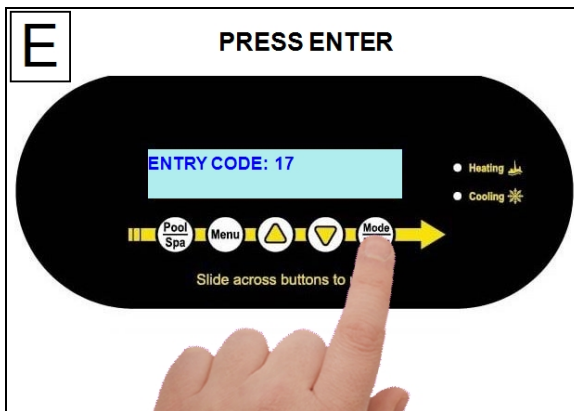 E
PRESS ENTER
ENTRY CODE: 17
Heating
Cooling
Pool
Spa
Menu
Mode
Slide across buttons to